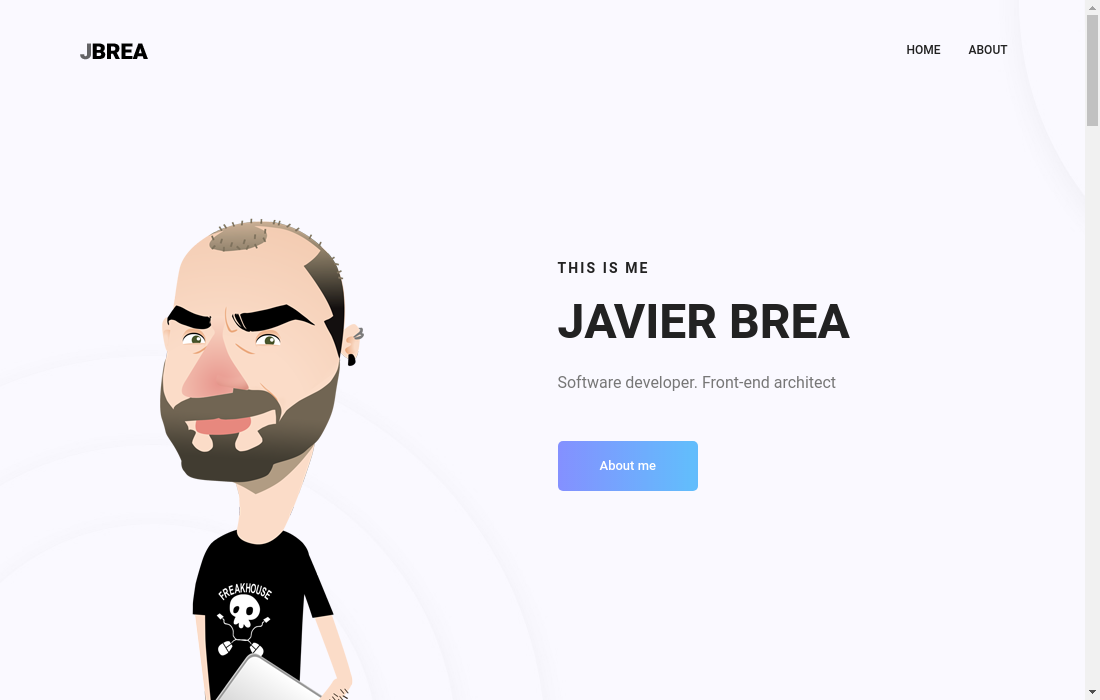 JBREA
HOME ABOUT
THIS IS ME
JAVIER BREA
Software developer. Front-end architect
About me
FREAKHOUSE